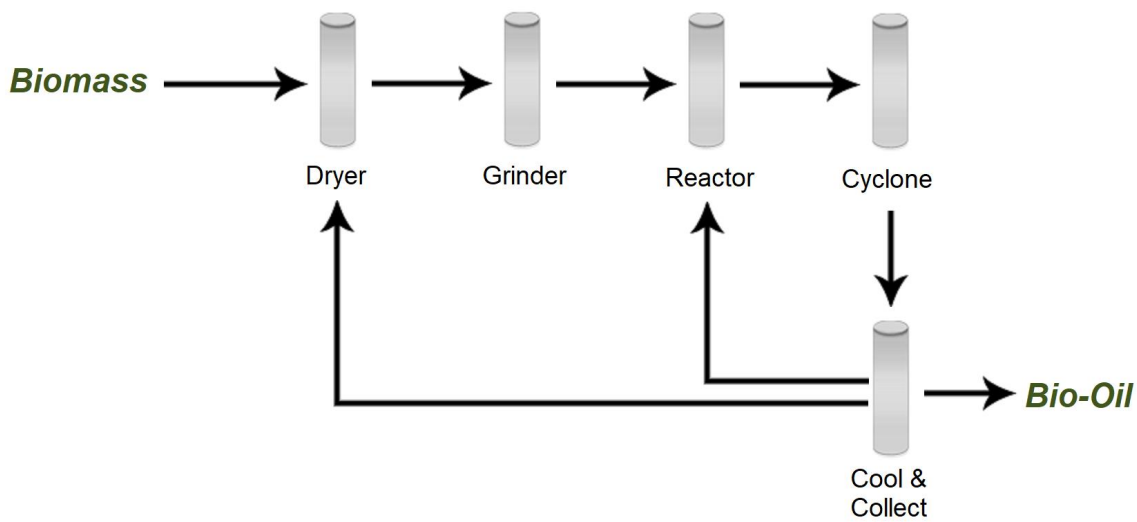 Biomass
Dryer
Grinder
Reactor
Cyclone
Bio-Oil
Cool &
Collect